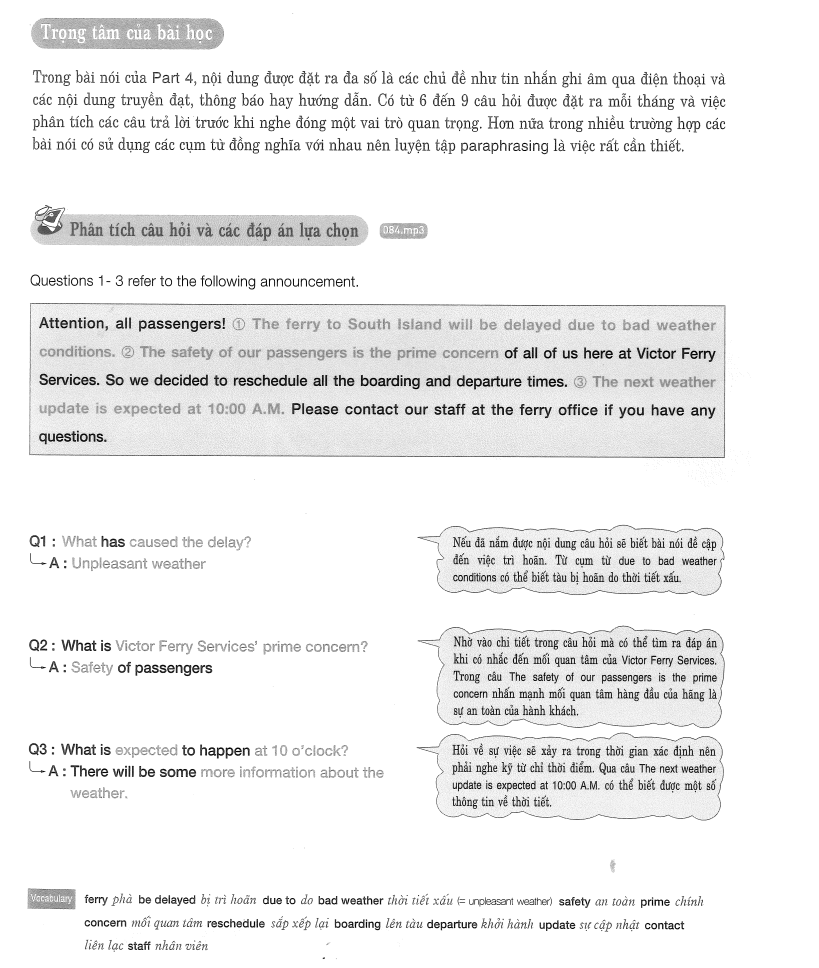 Trọng tâm của bài học
Trong bài nói của Part 4, nội dung được đặt ra đa số là các chủ đề như tin nhắn ghi âm qua điện thoại và
các nội dung truyền đạt, thông báo hay hướng dẫn. Có từ 6 đến 9 câu hỏi được đặt ra mỗi tháng và việc
phân tích các câu trả lời trước khi nghe đóng một vai trò quan trọng. Hơn nữa trong nhiều trường hợp các
bài nói có sử dụng các cụm từ đồng nghĩa với nhau nên luyện tập paraphrasing là việc rất cần thiết.
Phân tích câu hỏi và các đáp án lựa chọn 084.mp3
Questions 1- 3 refer to the following announcement.
Attention, all passengers! ① The ferry to South Island will be delayed due to bad weather
conditions. ② The safety of our passengers is the prime concern of all of us here at Victor Ferry
Services. So we decided to reschedule all the boarding and departure times. ③ The next weather
update is expected at 10:00 A.M. Please contact our staff at the ferry office if you have any
questions.
Q1 : What has caused the delay?
A : Unpleasant weather
Nếu đã nắm được nội dung câu hỏi sẽ biết bài nói đề cập
đến việc trì hoãn. Từ cụm từ due to bad weather
conditions có thể biết tàu bị hoãn do thời tiết xấu.
Q2 : What is Victor Ferry Services' prime concern?
A : Safety of passengers
Nhờ vào chi tiết trong câu hỏi mà có thể tìm ra đáp án
khi có nhắc đến mối quan tâm của Victor Ferry Services.
Trong câu The safety of our passengers is the prime
concern nhấn mạnh mối quan tâm hàng đầu của hãng là
sự an toàn của hành khách.
Q3 : What is expected to happen at 10 o'clock?
A : There will be some more information about the
weather.
Hỏi về sự việc sẽ xảy ra trong thời gian xác định nên
phải nghe kỹ từ chỉ thời điểm. Qua câu The next weather
update is expected at 10:00 A.M. có thể biết được một số
thông tin về thời tiết.
Vocabulary ferry phà be delayed bị trì hoãn due to do bad weather thời tiết xấu (= unpleasant weather) safety an toàn prime chính
concern mối quan tâm reschedule sắp xếp lại boarding lên tàu departure khởi hành update sự cập nhật contact
liên lạc staff nhân viên